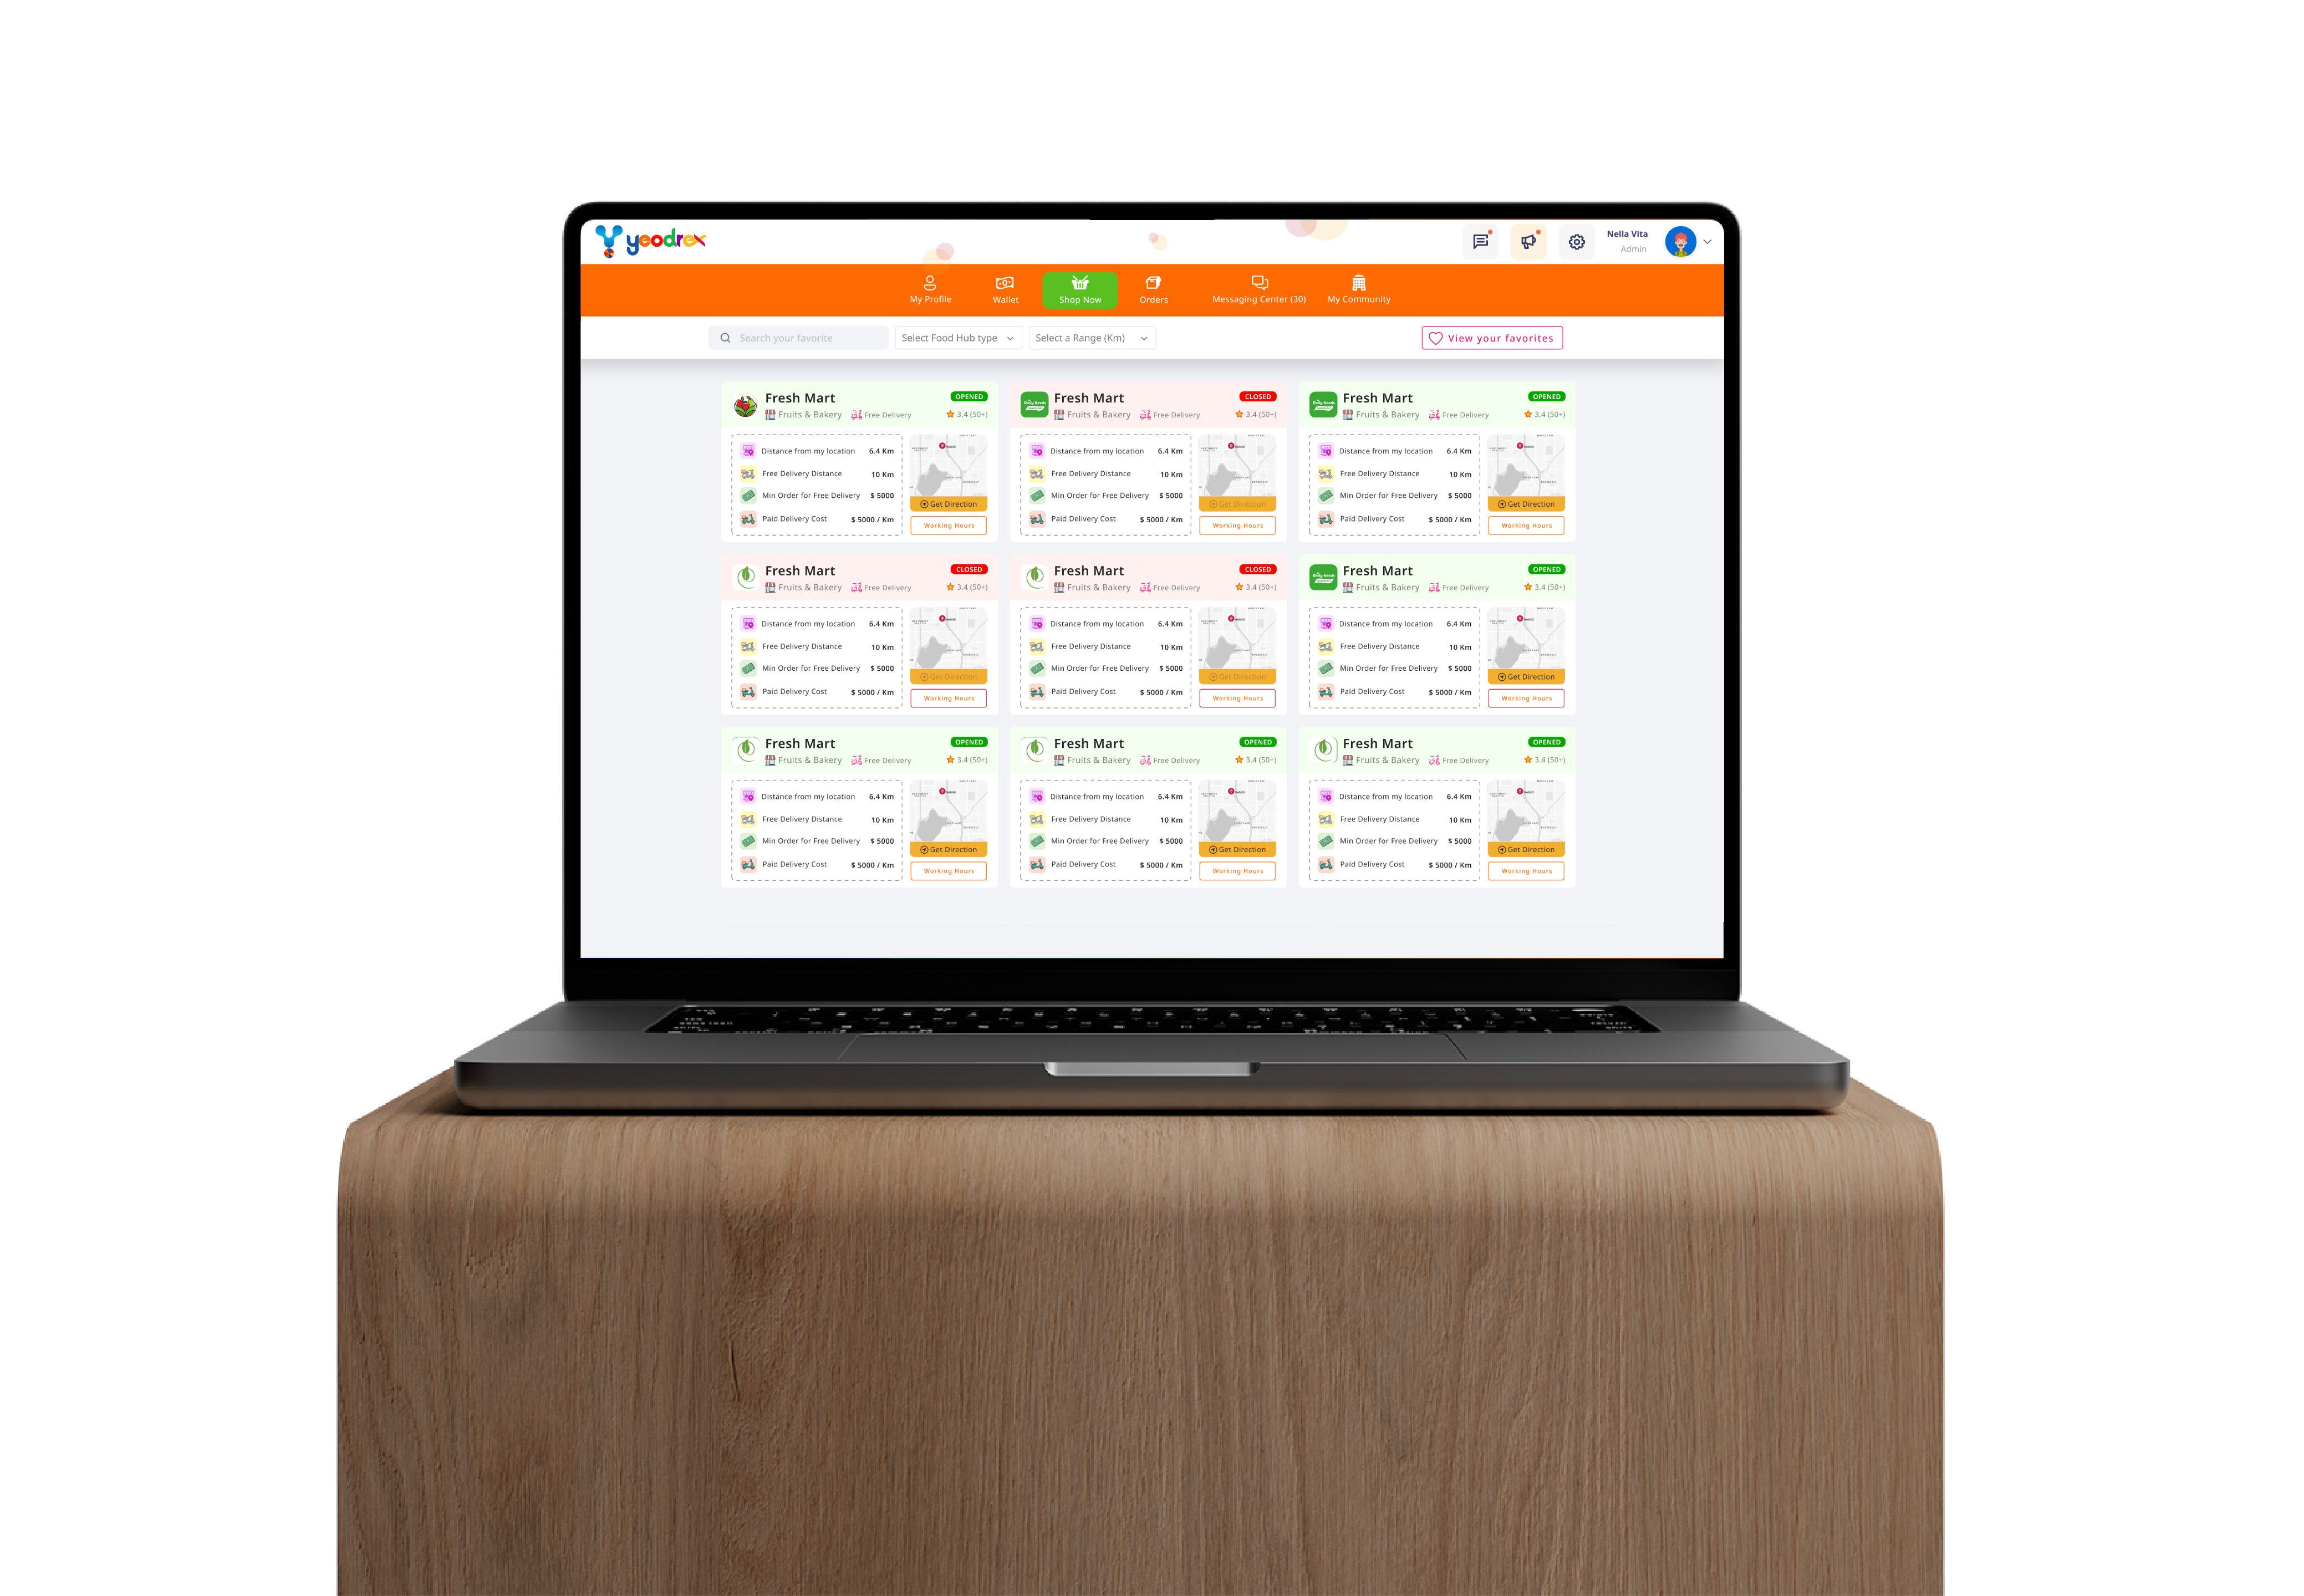 yoodrex
Nella Vita
Admin
My Profile
Wallet
Shop Now
Orders
Messaging Center (30)
My Community
Search your favorite
Select Food Hub type
Select a Range (Km)
View your favorites
Fresh Mart
OPENED
Fruits & Bakery Free Delivery 3.4 (50+)
Distance from my location 6.4 Km
Free Delivery Distance 10 Km
Min Order for Free Delivery $ 5000
Paid Delivery Cost $ 5000 / Km
Get Direction
Working Hours
Fresh Mart
CLOSED
Fruits & Bakery Free Delivery 3.4 (50+)
Distance from my location 6.4 Km
Free Delivery Distance 10 Km
Min Order for Free Delivery $ 5000
Paid Delivery Cost $ 5000 / Km
Get Direction
Working Hours
Daily Needs
Fresh Mart
OPENED
Fruits & Bakery Free Delivery 3.4 (50+)
Distance from my location 6.4 Km
Free Delivery Distance 10 Km
Min Order for Free Delivery $ 5000
Paid Delivery Cost $ 5000 / Km
Get Direction
Working Hours
Daily Needs
Fresh Mart
CLOSED
Fruits & Bakery Free Delivery 3.4 (50+)
Distance from my location 6.4 Km
Free Delivery Distance 10 Km
Min Order for Free Delivery $ 5000
Paid Delivery Cost $ 5000 / Km
Get Direction
Working Hours
Fresh Mart
CLOSED
Fruits & Bakery Free Delivery 3.4 (50+)
Distance from my location 6.4 Km
Free Delivery Distance 10 Km
Min Order for Free Delivery $ 5000
Paid Delivery Cost $ 5000 / Km
Get Direction
Working Hours
Fresh Mart
OPENED
Fruits & Bakery Free Delivery 3.4 (50+)
Distance from my location 6.4 Km
Free Delivery Distance 10 Km
Min Order for Free Delivery $ 5000
Paid Delivery Cost $ 5000 / Km
Get Direction
Working Hours
Daily Needs
Fresh Mart
OPENED
Fruits & Bakery Free Delivery 3.4 (50+)
Distance from my location 6.4 Km
Free Delivery Distance 10 Km
Min Order for Free Delivery $ 5000
Paid Delivery Cost $ 5000 / Km
Get Direction
Working Hours
Fresh Mart
OPENED
Fruits & Bakery Free Delivery 3.4 (50+)
Distance from my location 6.4 Km
Free Delivery Distance 10 Km
Min Order for Free Delivery $ 5000
Paid Delivery Cost $ 5000 / Km
Get Direction
Working Hours
Fresh Mart
OPENED
Fruits & Bakery Free Delivery 3.4 (50+)
Distance from my location 6.4 Km
Free Delivery Distance 10 Km
Min Order for Free Delivery $ 5000
Paid Delivery Cost $ 5000 / Km
Get Direction
Working Hours